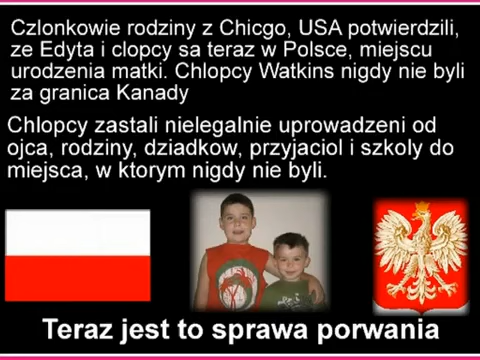 Czlonkowie rodziny z Chicgo, USA potwierdzili,
ze Edyta i clopcy sa teraz w Polsce, miejscu
urodzenia matki. Chlopcy Watkins nigdy nie byli
za granica Kanady
Chlopcy zastali nielegalnie uprowadzeni od
ojca, rodziny, dziadkow, przyjaciol i szkoly do
miejsca, w ktorym nigdy nie byli.
Teraz jest to sprawa porwania